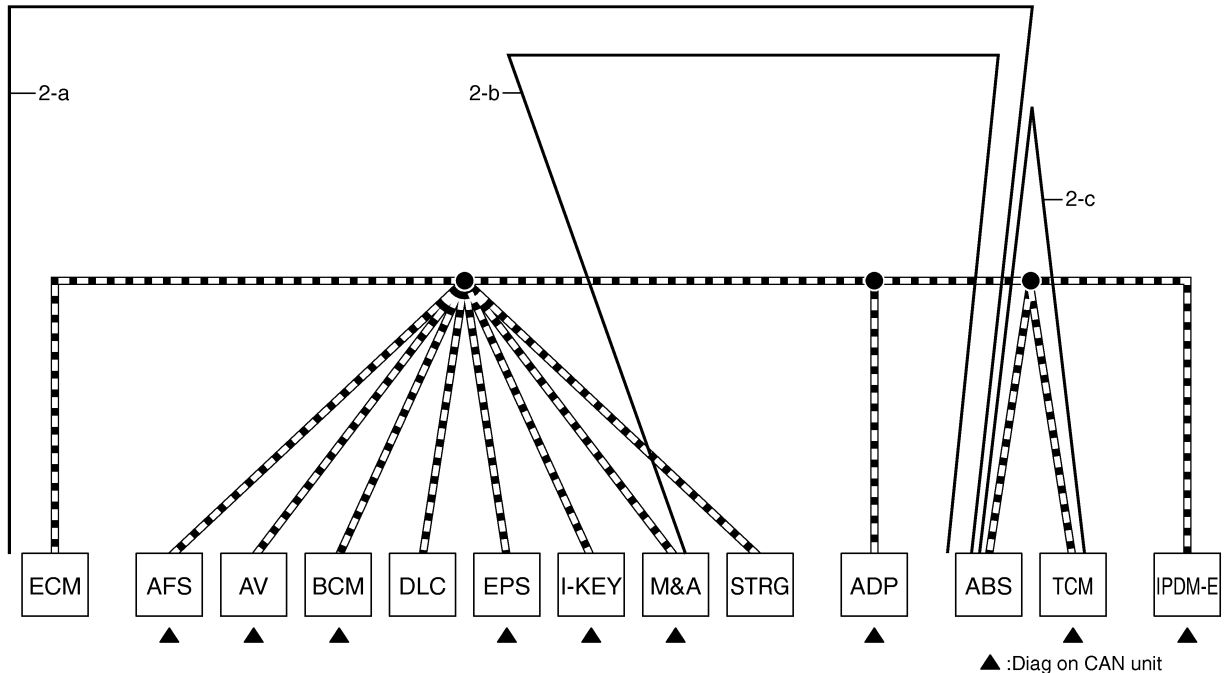 2-a
2-b
2-c
ECM
AFS
AV
BCM
DLC
EPS
I-KEY
M&A
STRG
ADP
ABS
TCM
IPDM-E
▲ :Diag on CAN unit